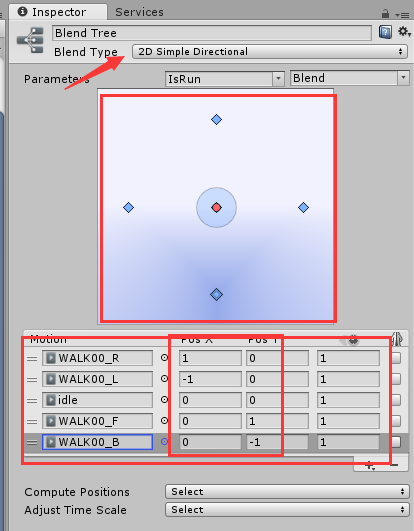 Inspector Services
Blend Tree
Blend Type 2D Simple Directional
Parameters IsRun Blend
Motion Pos X Pos Y
WALK00_R 1 0 1
WALK00_L -1 0 1
idle 0 0 1
WALK00_F 0 1 1
WALK00_B 0 -1 1
+ −
Compute Positions Select
Adjust Time Scale Select